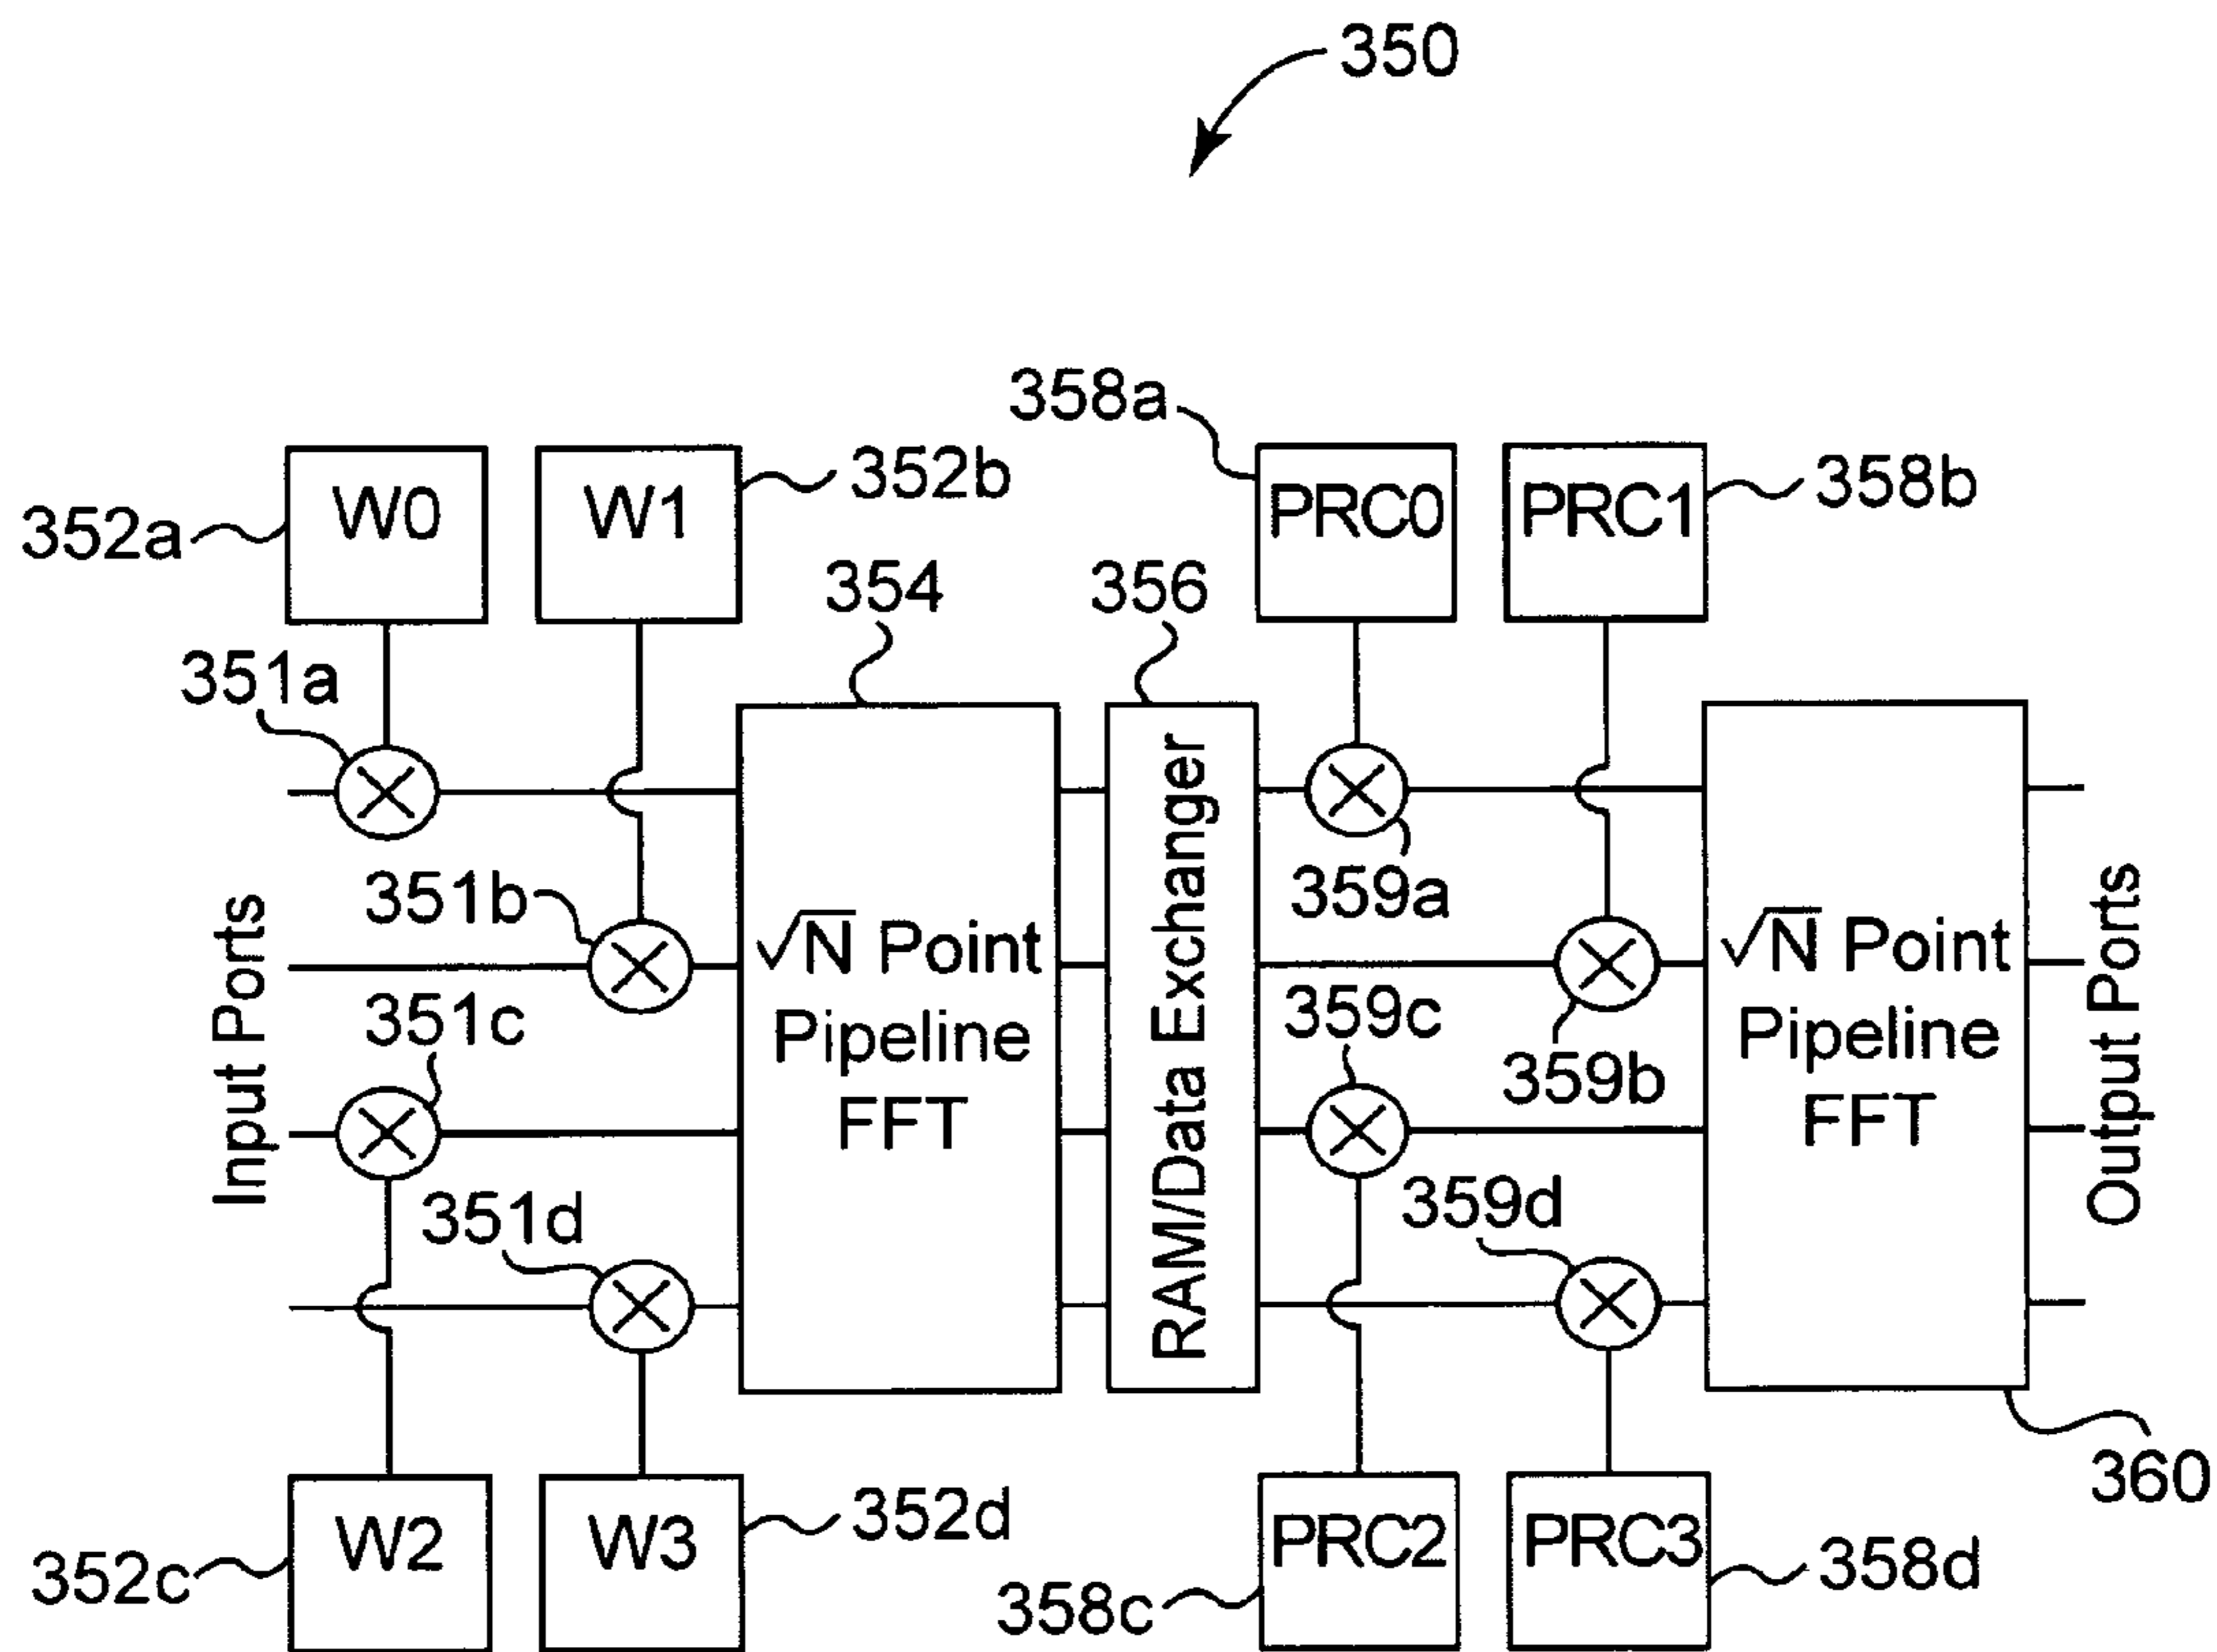 350
358a
W0
W1
352b
PRC0
PRC1
358b
352a
354
356
351a
351b
359a
Input Ports
√N Point
Pipeline
FFT
RAM/Data Exchanger
√N Point
Pipeline
FFT
Output Ports
351c
359c
359b
351d
359d
360
W2
W3
352d
PRC2
PRC3
358d
352c
358c